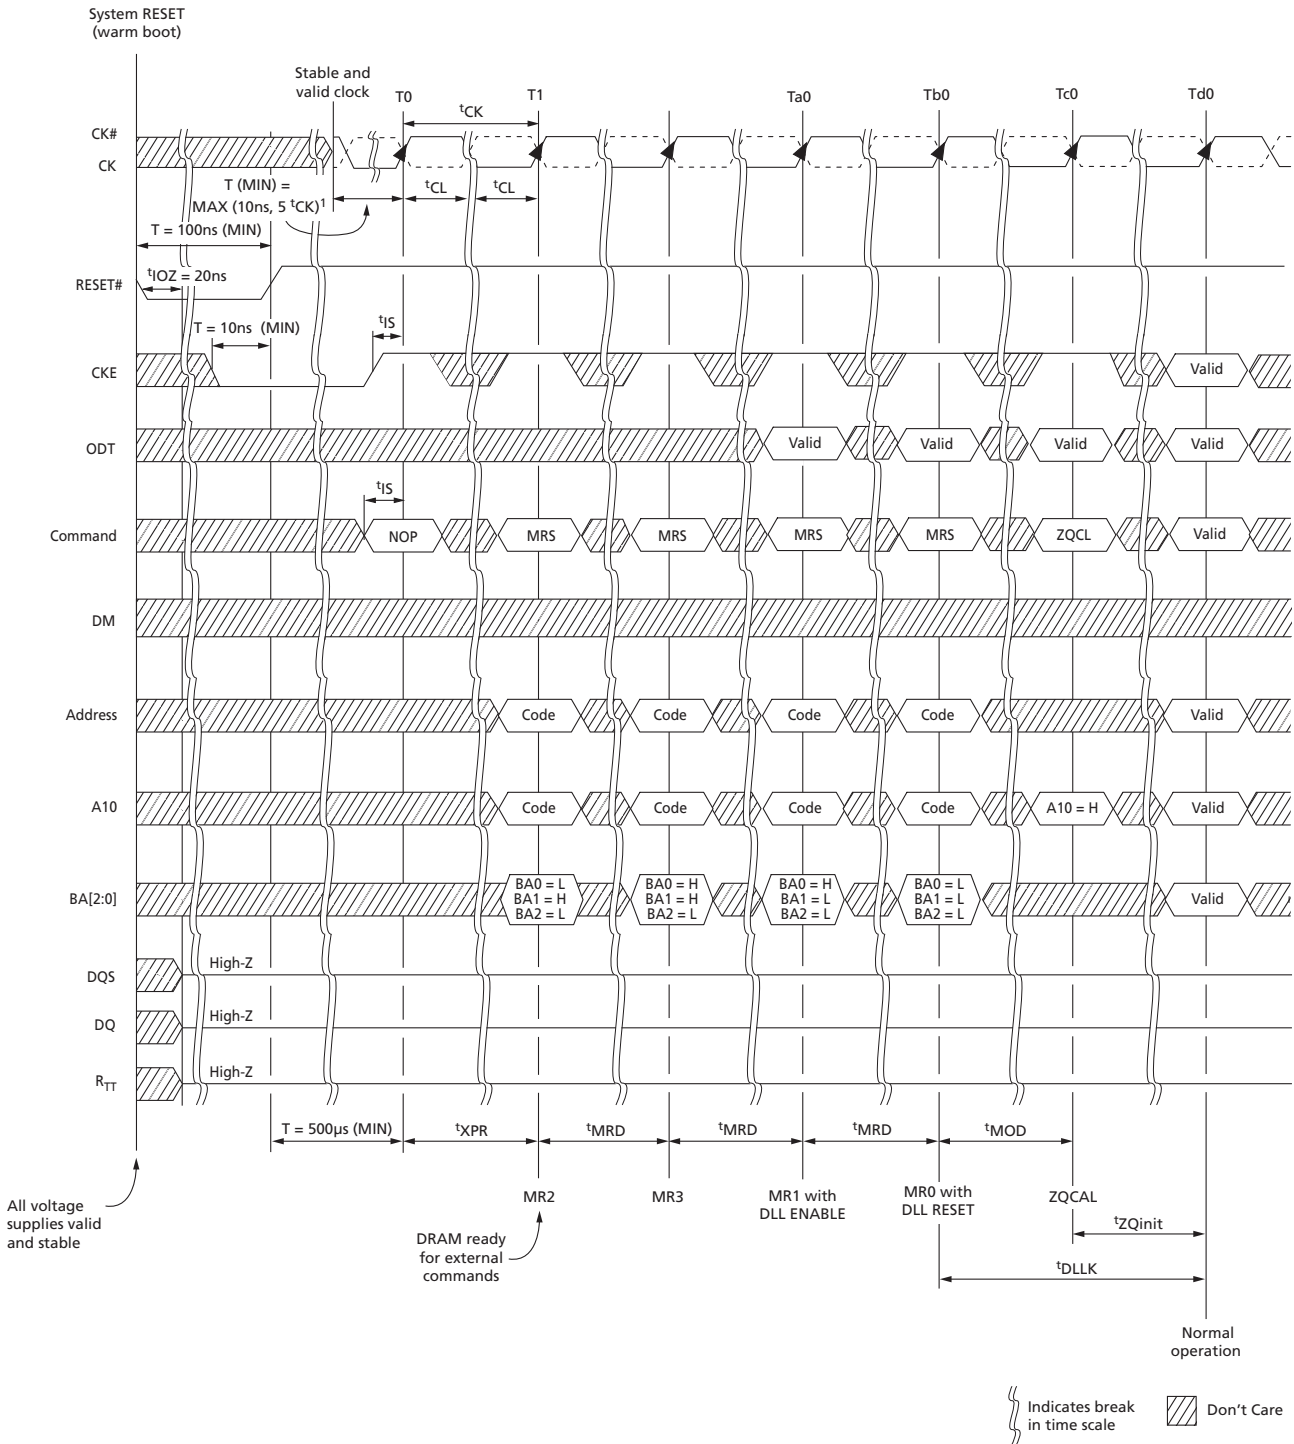 System RESET
(warm boot)
Stable and
valid clock
T0
T1
Ta0
Tb0
Tc0
Td0
tCK
CK#
CK
T (MIN) =
MAX (10ns, 5 tCK)1
tCL
tCL
T = 100ns (MIN)
tIOZ = 20ns
RESET#
T = 10ns (MIN)
tIS
CKE
Valid
ODT
Valid
Valid
Valid
Valid
tIS
Command
NOP
MRS
MRS
MRS
MRS
ZQCL
Valid
DM
Address
Code
Code
Code
Code
Valid
A10
Code
Code
Code
Code
A10 = H
Valid
BA[2:0]
BA0 = L
BA1 = H
BA2 = L
BA0 = H
BA1 = H
BA2 = L
BA0 = H
BA1 = L
BA2 = L
BA0 = L
BA1 = L
BA2 = L
Valid
DQS
High-Z
DQ
High-Z
RTT
High-Z
T = 500μs (MIN)
tXPR
tMRD
tMRD
tMRD
tMOD
All voltage
supplies valid
and stable
MR2
MR3
MR1 with
DLL ENABLE
MR0 with
DLL RESET
ZQCAL
DRAM ready
for external
commands
tZQinit
tDLLK
Normal
operation
Indicates break
in time scale
Don't Care